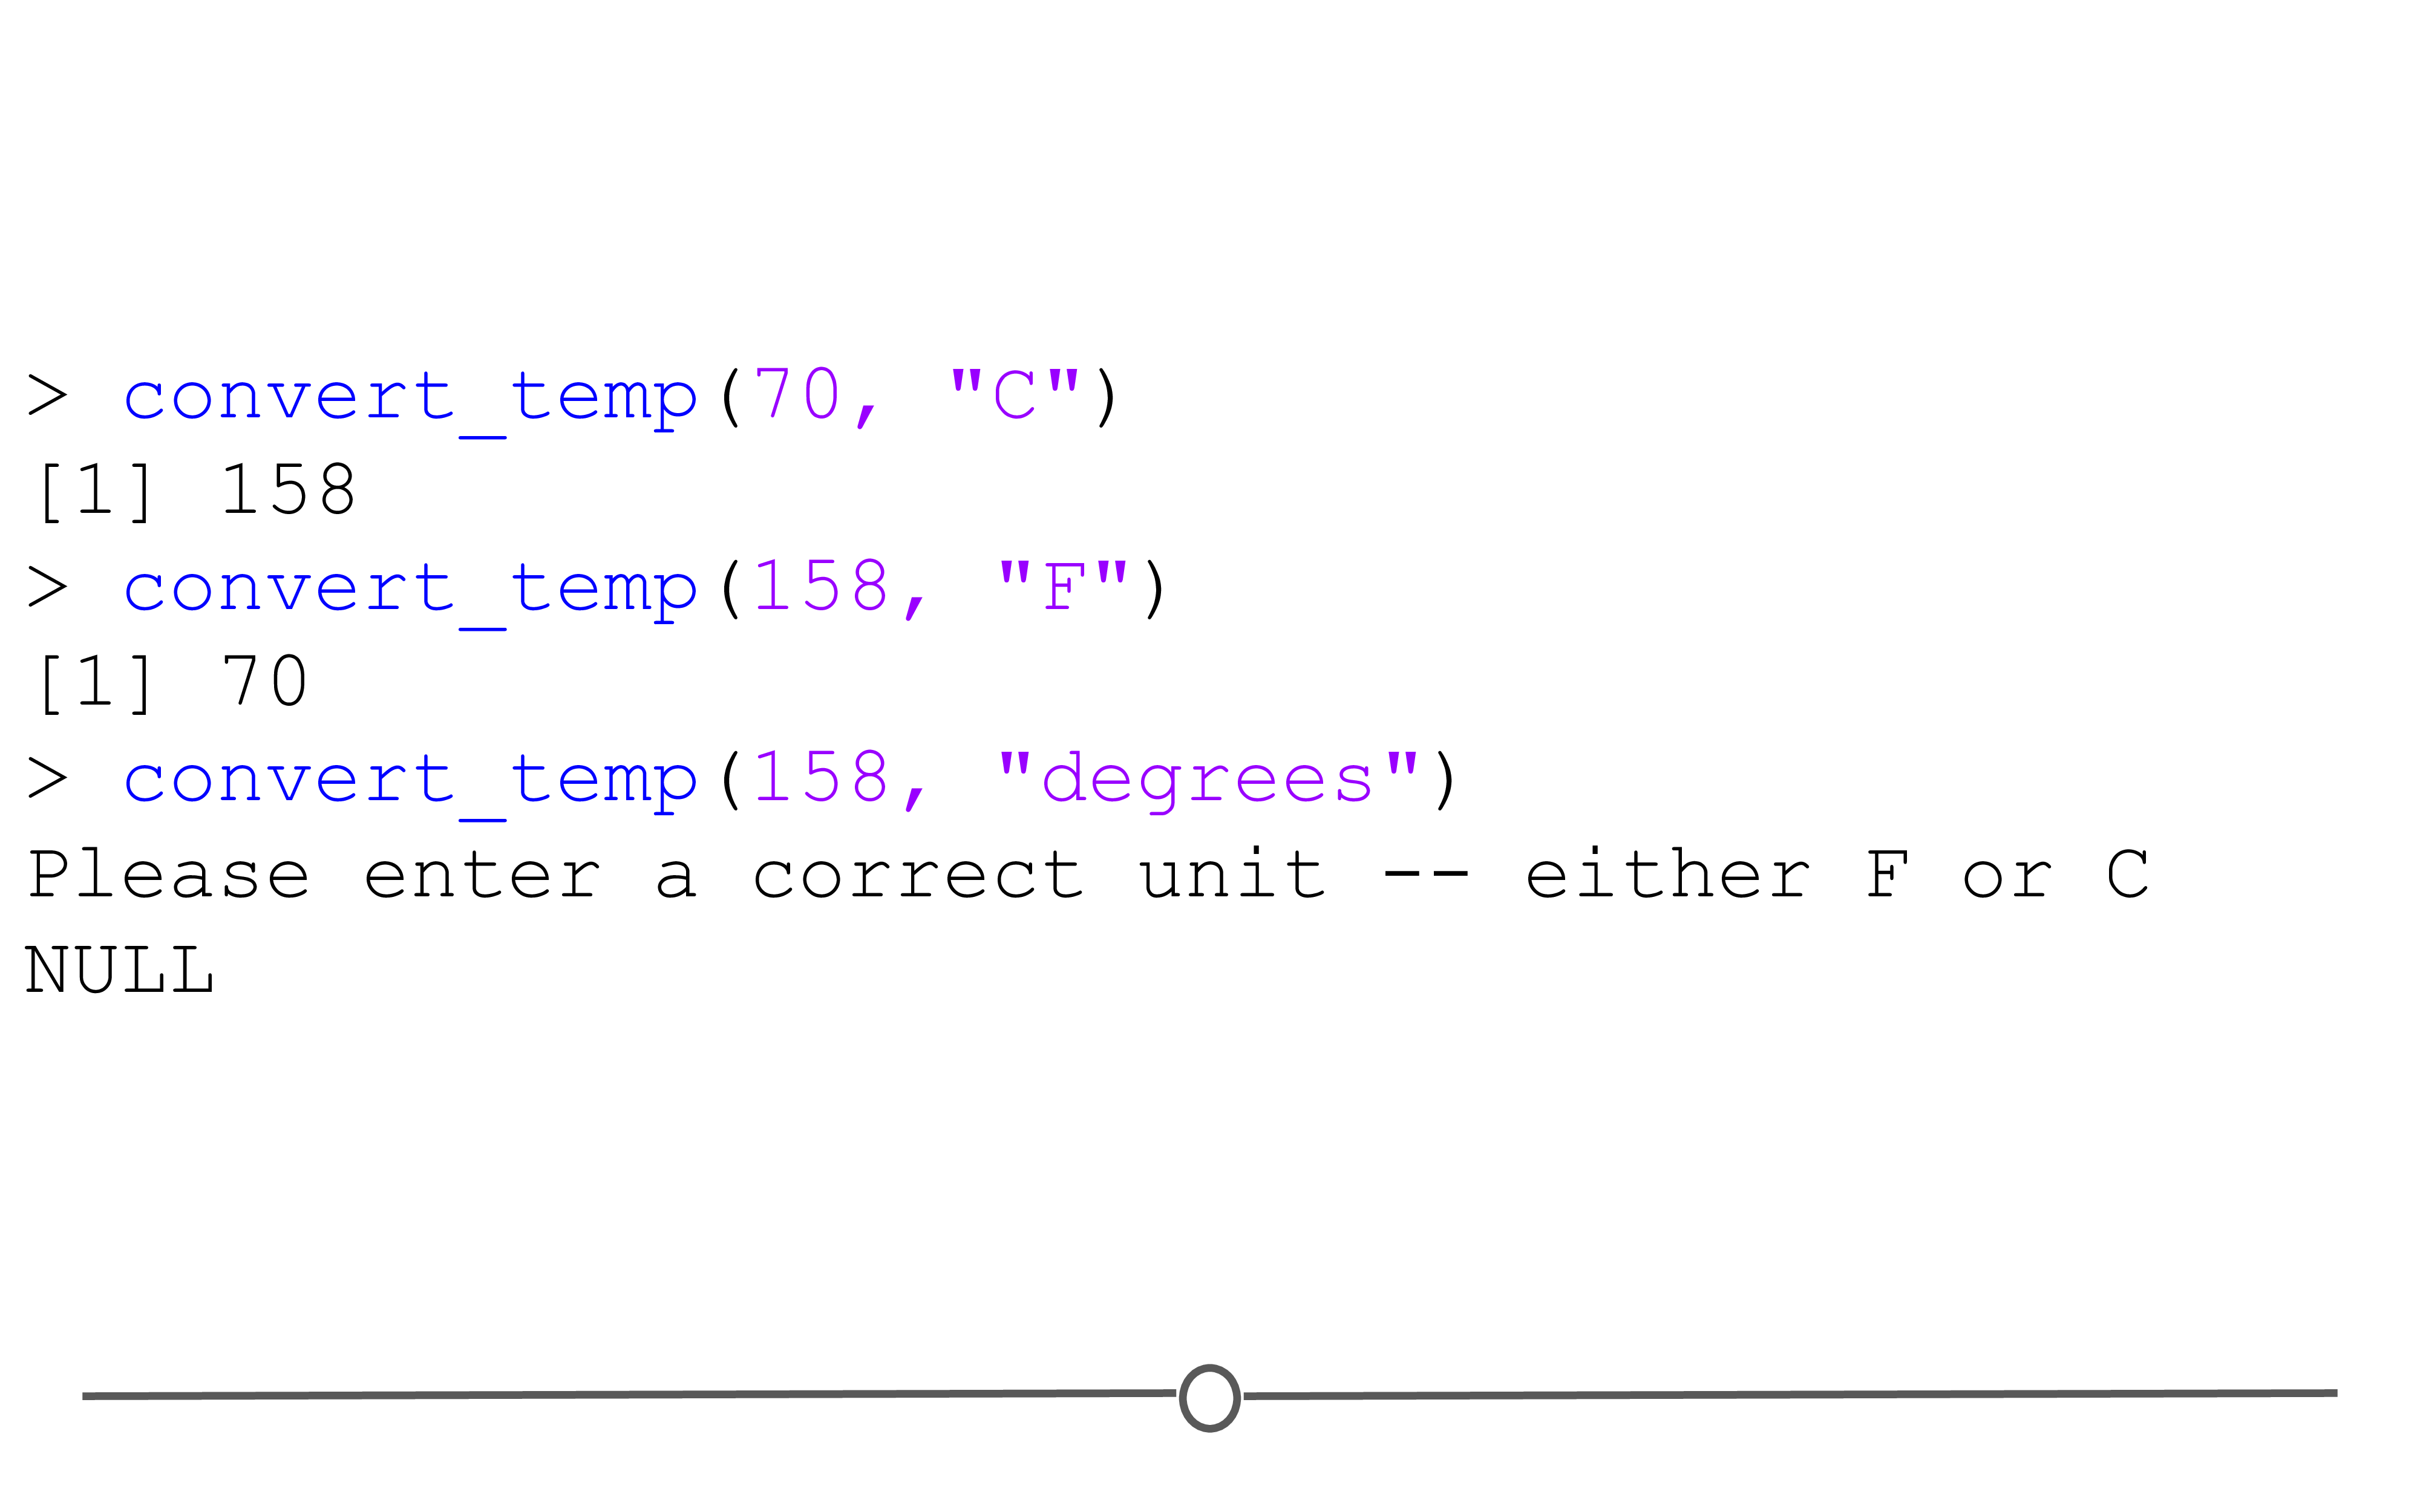 > convert_temp(70, "C")
[1] 158
> convert_temp(158, "F")
[1] 70
> convert_temp(158, "degrees")
Please enter a correct unit -- either F or C
NULL